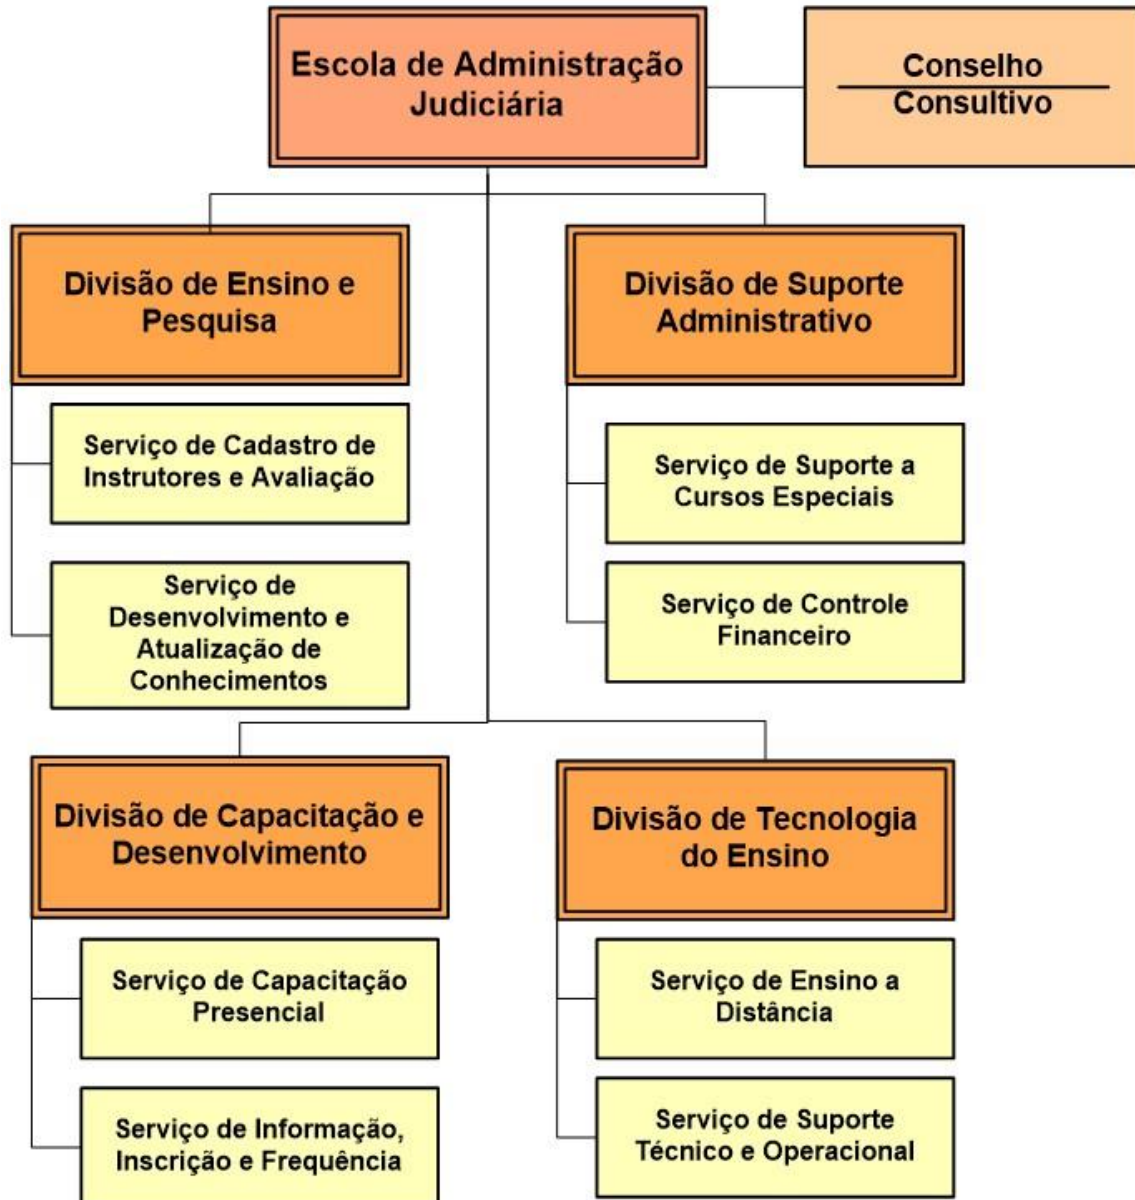 Escola de Administração
Judiciária
Conselho
Consultivo
Divisão de Ensino e
Pesquisa
Divisão de Suporte
Administrativo
Serviço de Cadastro de
Instrutores e Avaliação
Serviço de Suporte a
Cursos Especiais
Serviço de
Desenvolvimento e
Atualização de
Conhecimentos
Serviço de Controle
Financeiro
Divisão de Capacitação e
Desenvolvimento
Divisão de Tecnologia
do Ensino
Serviço de Capacitação
Presencial
Serviço de Ensino a
Distância
Serviço de Informação,
Inscrição e Frequência
Serviço de Suporte
Técnico e Operacional